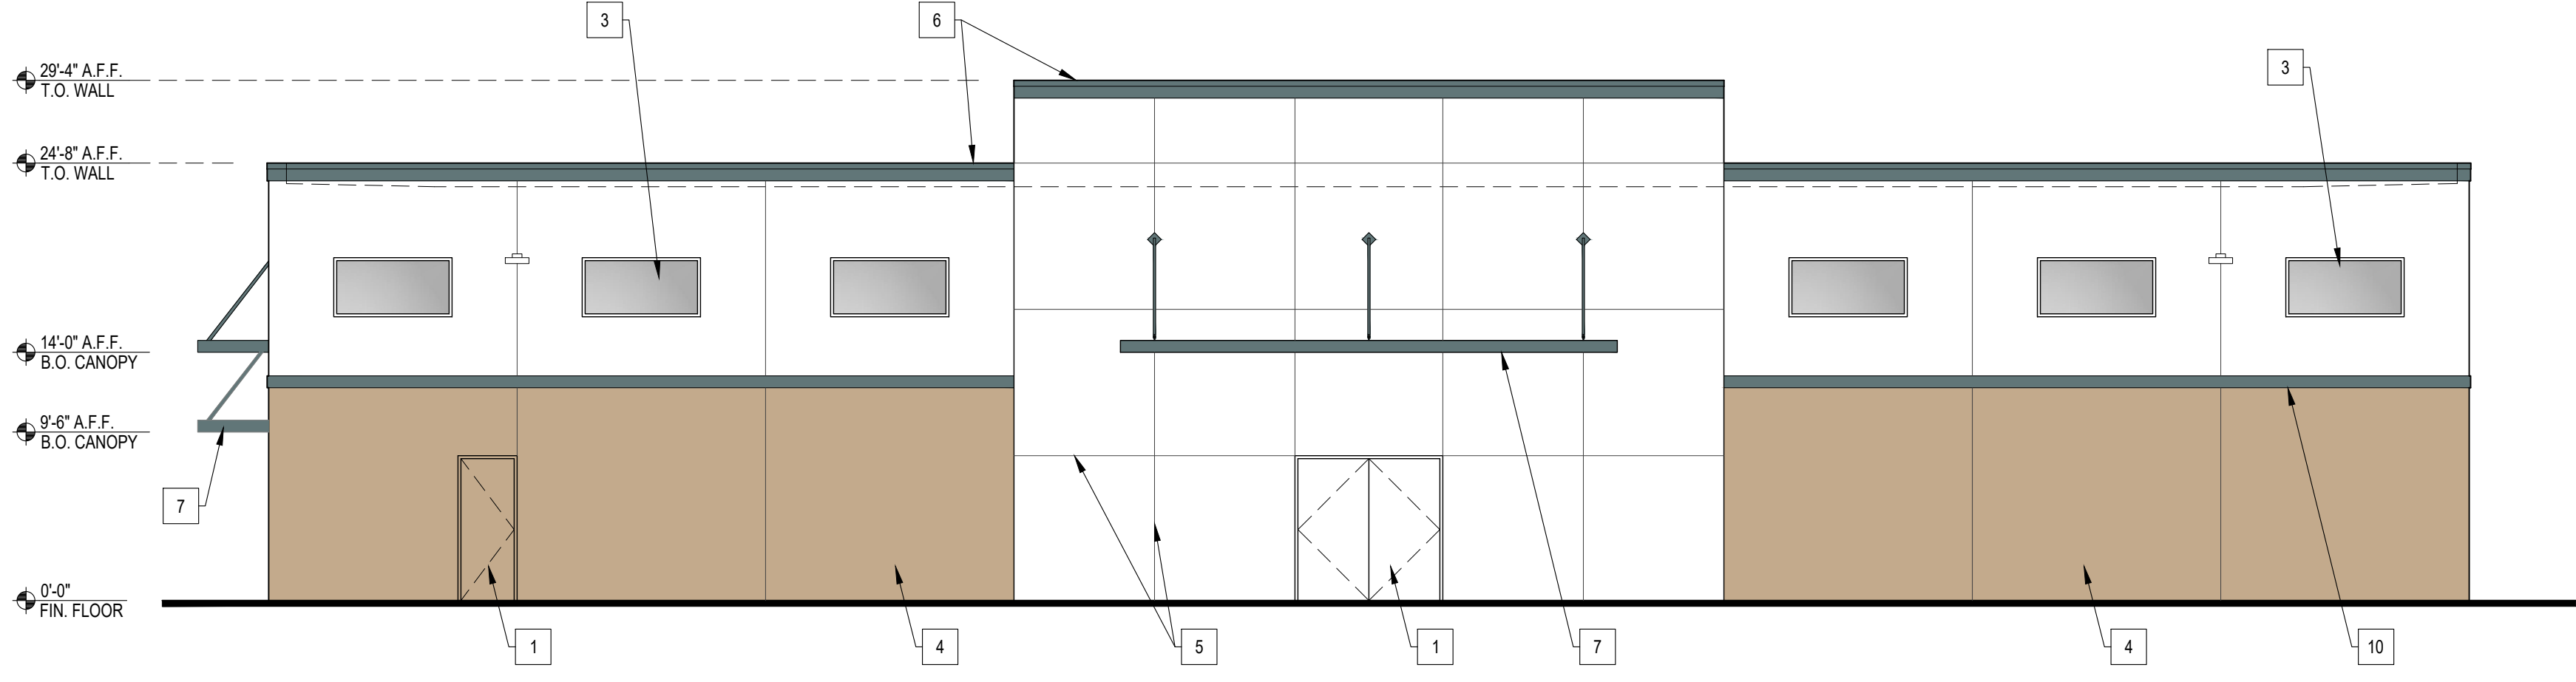 3
6
3
29'-4" A.F.F.
T.O. WALL
24'-8" A.F.F.
T.O. WALL
14'-0" A.F.F.
B.O. CANOPY
9'-6" A.F.F.
B.O. CANOPY
7
0'-0"
FIN. FLOOR
1
4
5
1
7
4
10